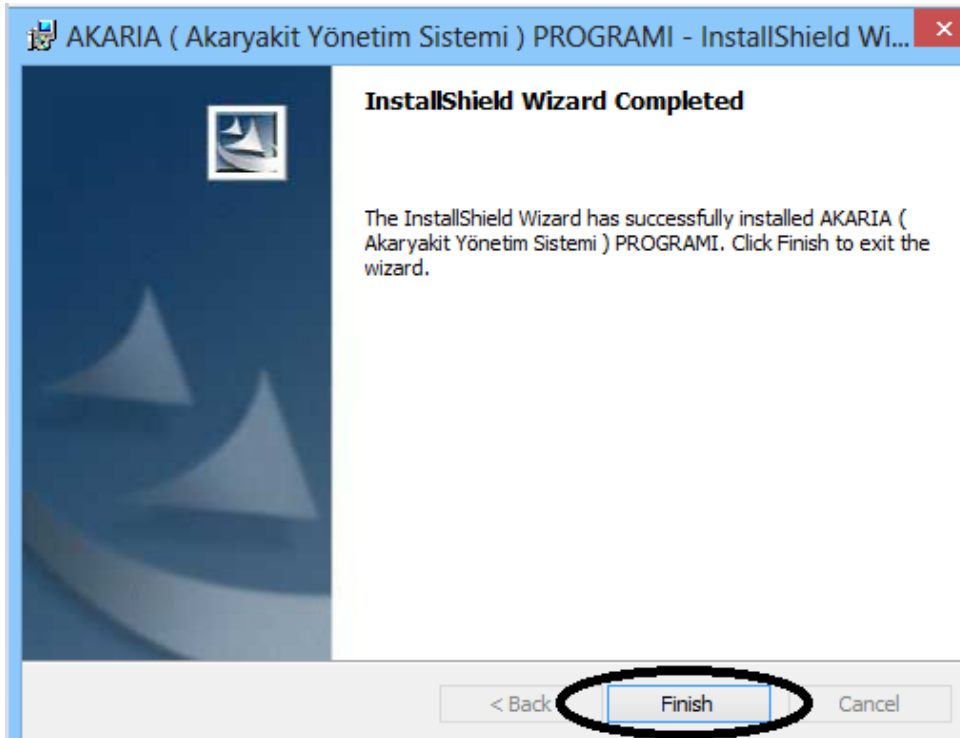 AKARIA ( Akaryakit Yönetim Sistemi ) PROGRAMI - InstallShield Wi...
InstallShield Wizard Completed
The InstallShield Wizard has successfully installed AKARIA (
Akaryakit Yönetim Sistemi ) PROGRAMI. Click Finish to exit the
wizard.
< Back
Finish
Cancel